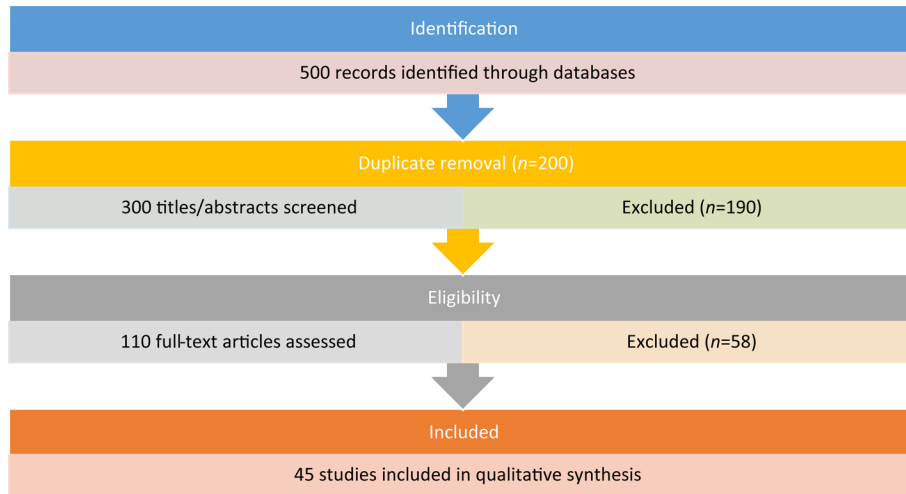 Identification
500 records identified through databases
Duplicate removal (n=200)
300 titles/abstracts screened
Excluded (n=190)
Eligibility
110 full-text articles assessed
Excluded (n=58)
Included
45 studies included in qualitative synthesis